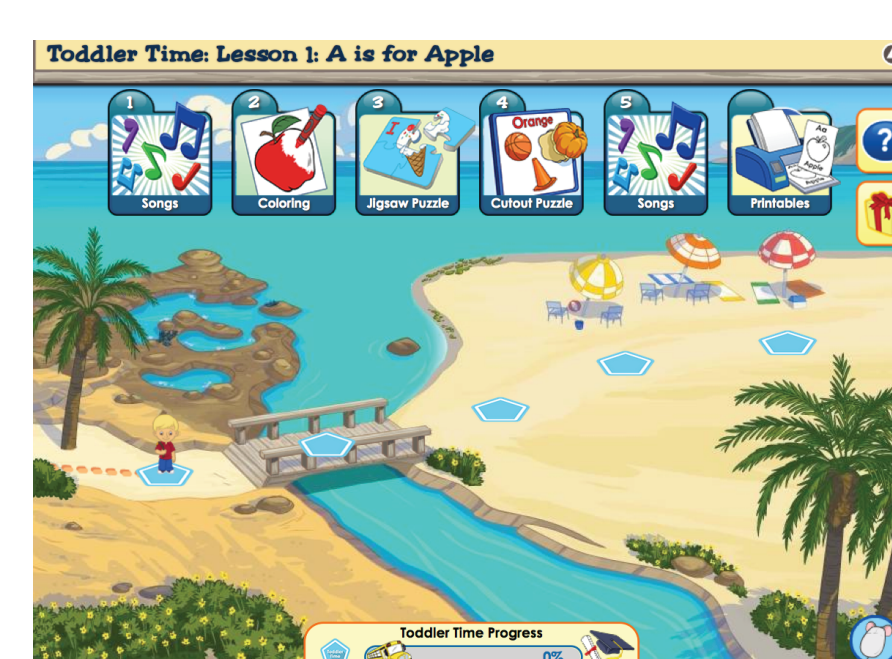 Toddler Time: Lesson 1: A is for Apple
1
2
3
4
5
I
Orange
Aa
Apple
Songs
Coloring
Jigsaw Puzzle
Cutout Puzzle
Songs
Printables
?
Toddler Time Progress
0%